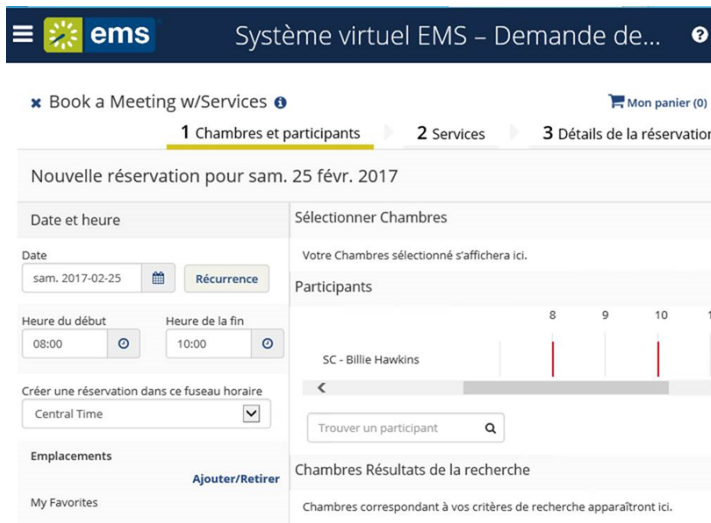 ems
Système virtuel EMS – Demande de...
Book a Meeting w/Services
Mon panier (0)
1 Chambres et participants
2 Services
3 Détails de la réservation
Nouvelle réservation pour sam. 25 févr. 2017
Date et heure
Date
sam. 2017-02-25
Récurrence
Heure du début
Heure de la fin
08:00
10:00
Créer une réservation dans ce fuseau horaire
Central Time
Emplacements
Ajouter/Retirer
My Favorites
Sélectionner Chambres
Votre Chambres sélectionné s'affichera ici.
Participants
8 9 10
SC - Billie Hawkins
Trouver un participant
Chambres Résultats de la recherche
Chambres correspondant à vos critères de recherche apparaîtront ici.